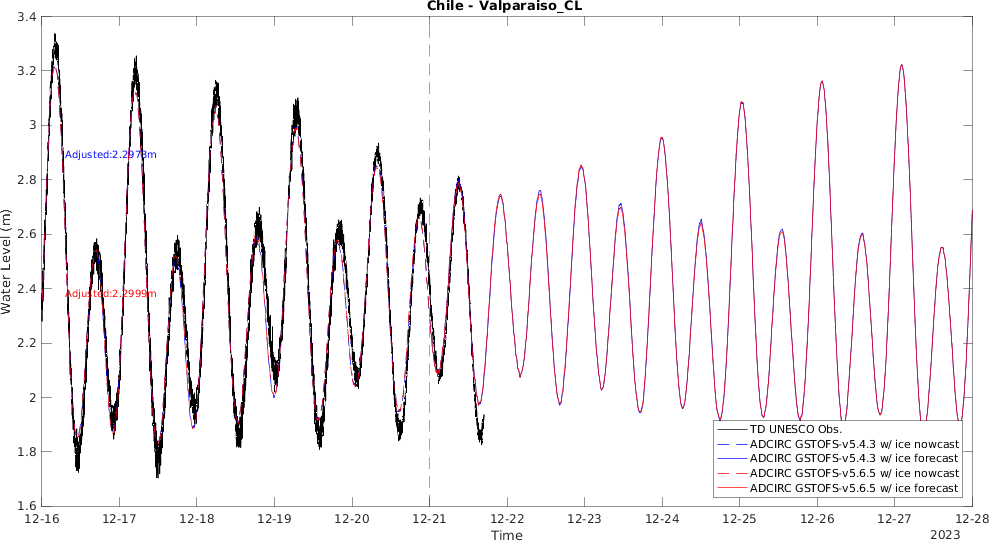 Chile - Valparaiso_CL
3.4
3.2
3
2.8
2.6
2.4
2.2
2
1.8
1.6
Water Level (m)
Adjusted:2.2973m
Adjusted:2.2999m
TD UNESCO Obs.
ADCIRC GSTOFS-v5.4.3 w/ ice nowcast
ADCIRC GSTOFS-v5.4.3 w/ ice forecast
ADCIRC GSTOFS-v5.6.5 w/ ice nowcast
ADCIRC GSTOFS-v5.6.5 w/ ice forecast
12-16 12-17 12-18 12-19 12-20 12-21 12-22 12-23 12-24 12-25 12-26 12-27 12-28
Time
2023